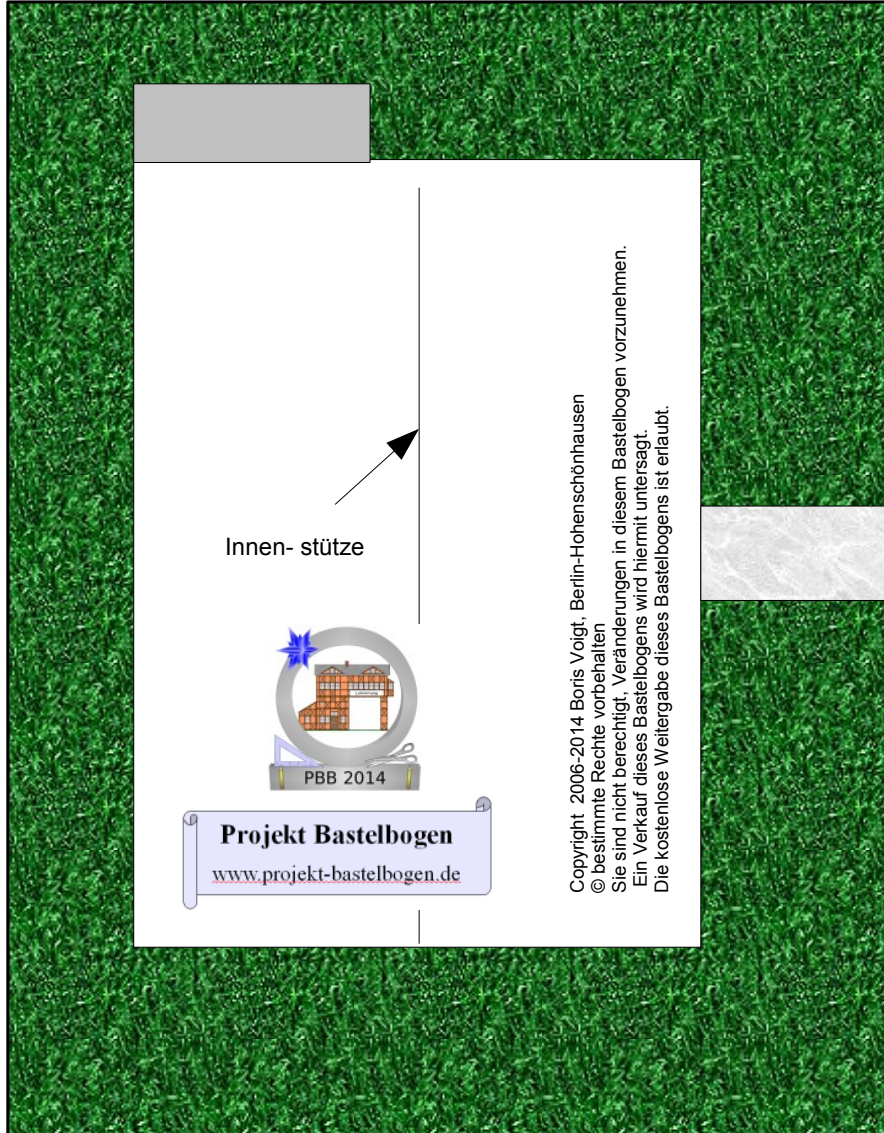 Innen- stütze
PBB 2014
Projekt Bastelbogen
www.projekt-bastelbogen.de
Copyright 2006-2014 Boris Voigt, Berlin-Hohenschönhausen
© bestimmte Rechte vorbehalten
Sie sind nicht berechtigt, Veränderungen in diesem Bastelbogen vorzunehmen.
Ein Verkauf dieses Bastelbogens wird hiermit untersagt.
Die kostenlose Weitergabe dieses Bastelbogens ist erlaubt.